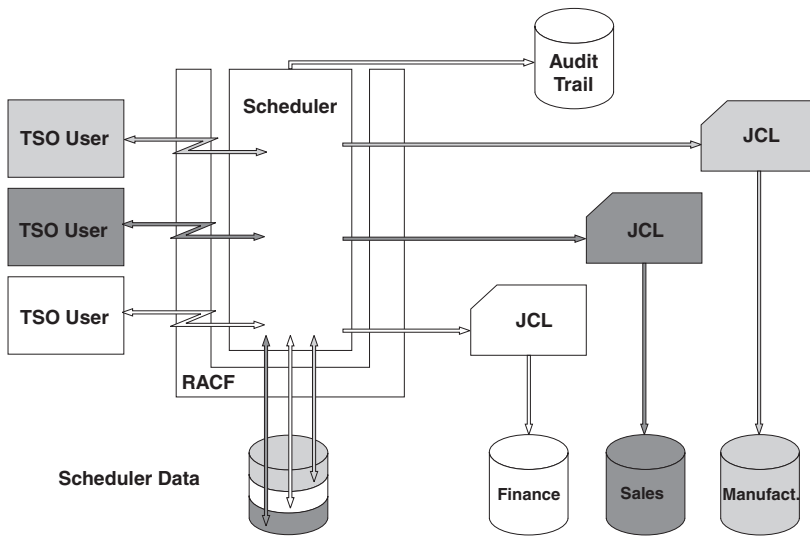 Audit
Trail
Scheduler
TSO User
JCL
TSO User
JCL
TSO User
JCL
RACF
Scheduler Data
Finance
Sales
Manufact.